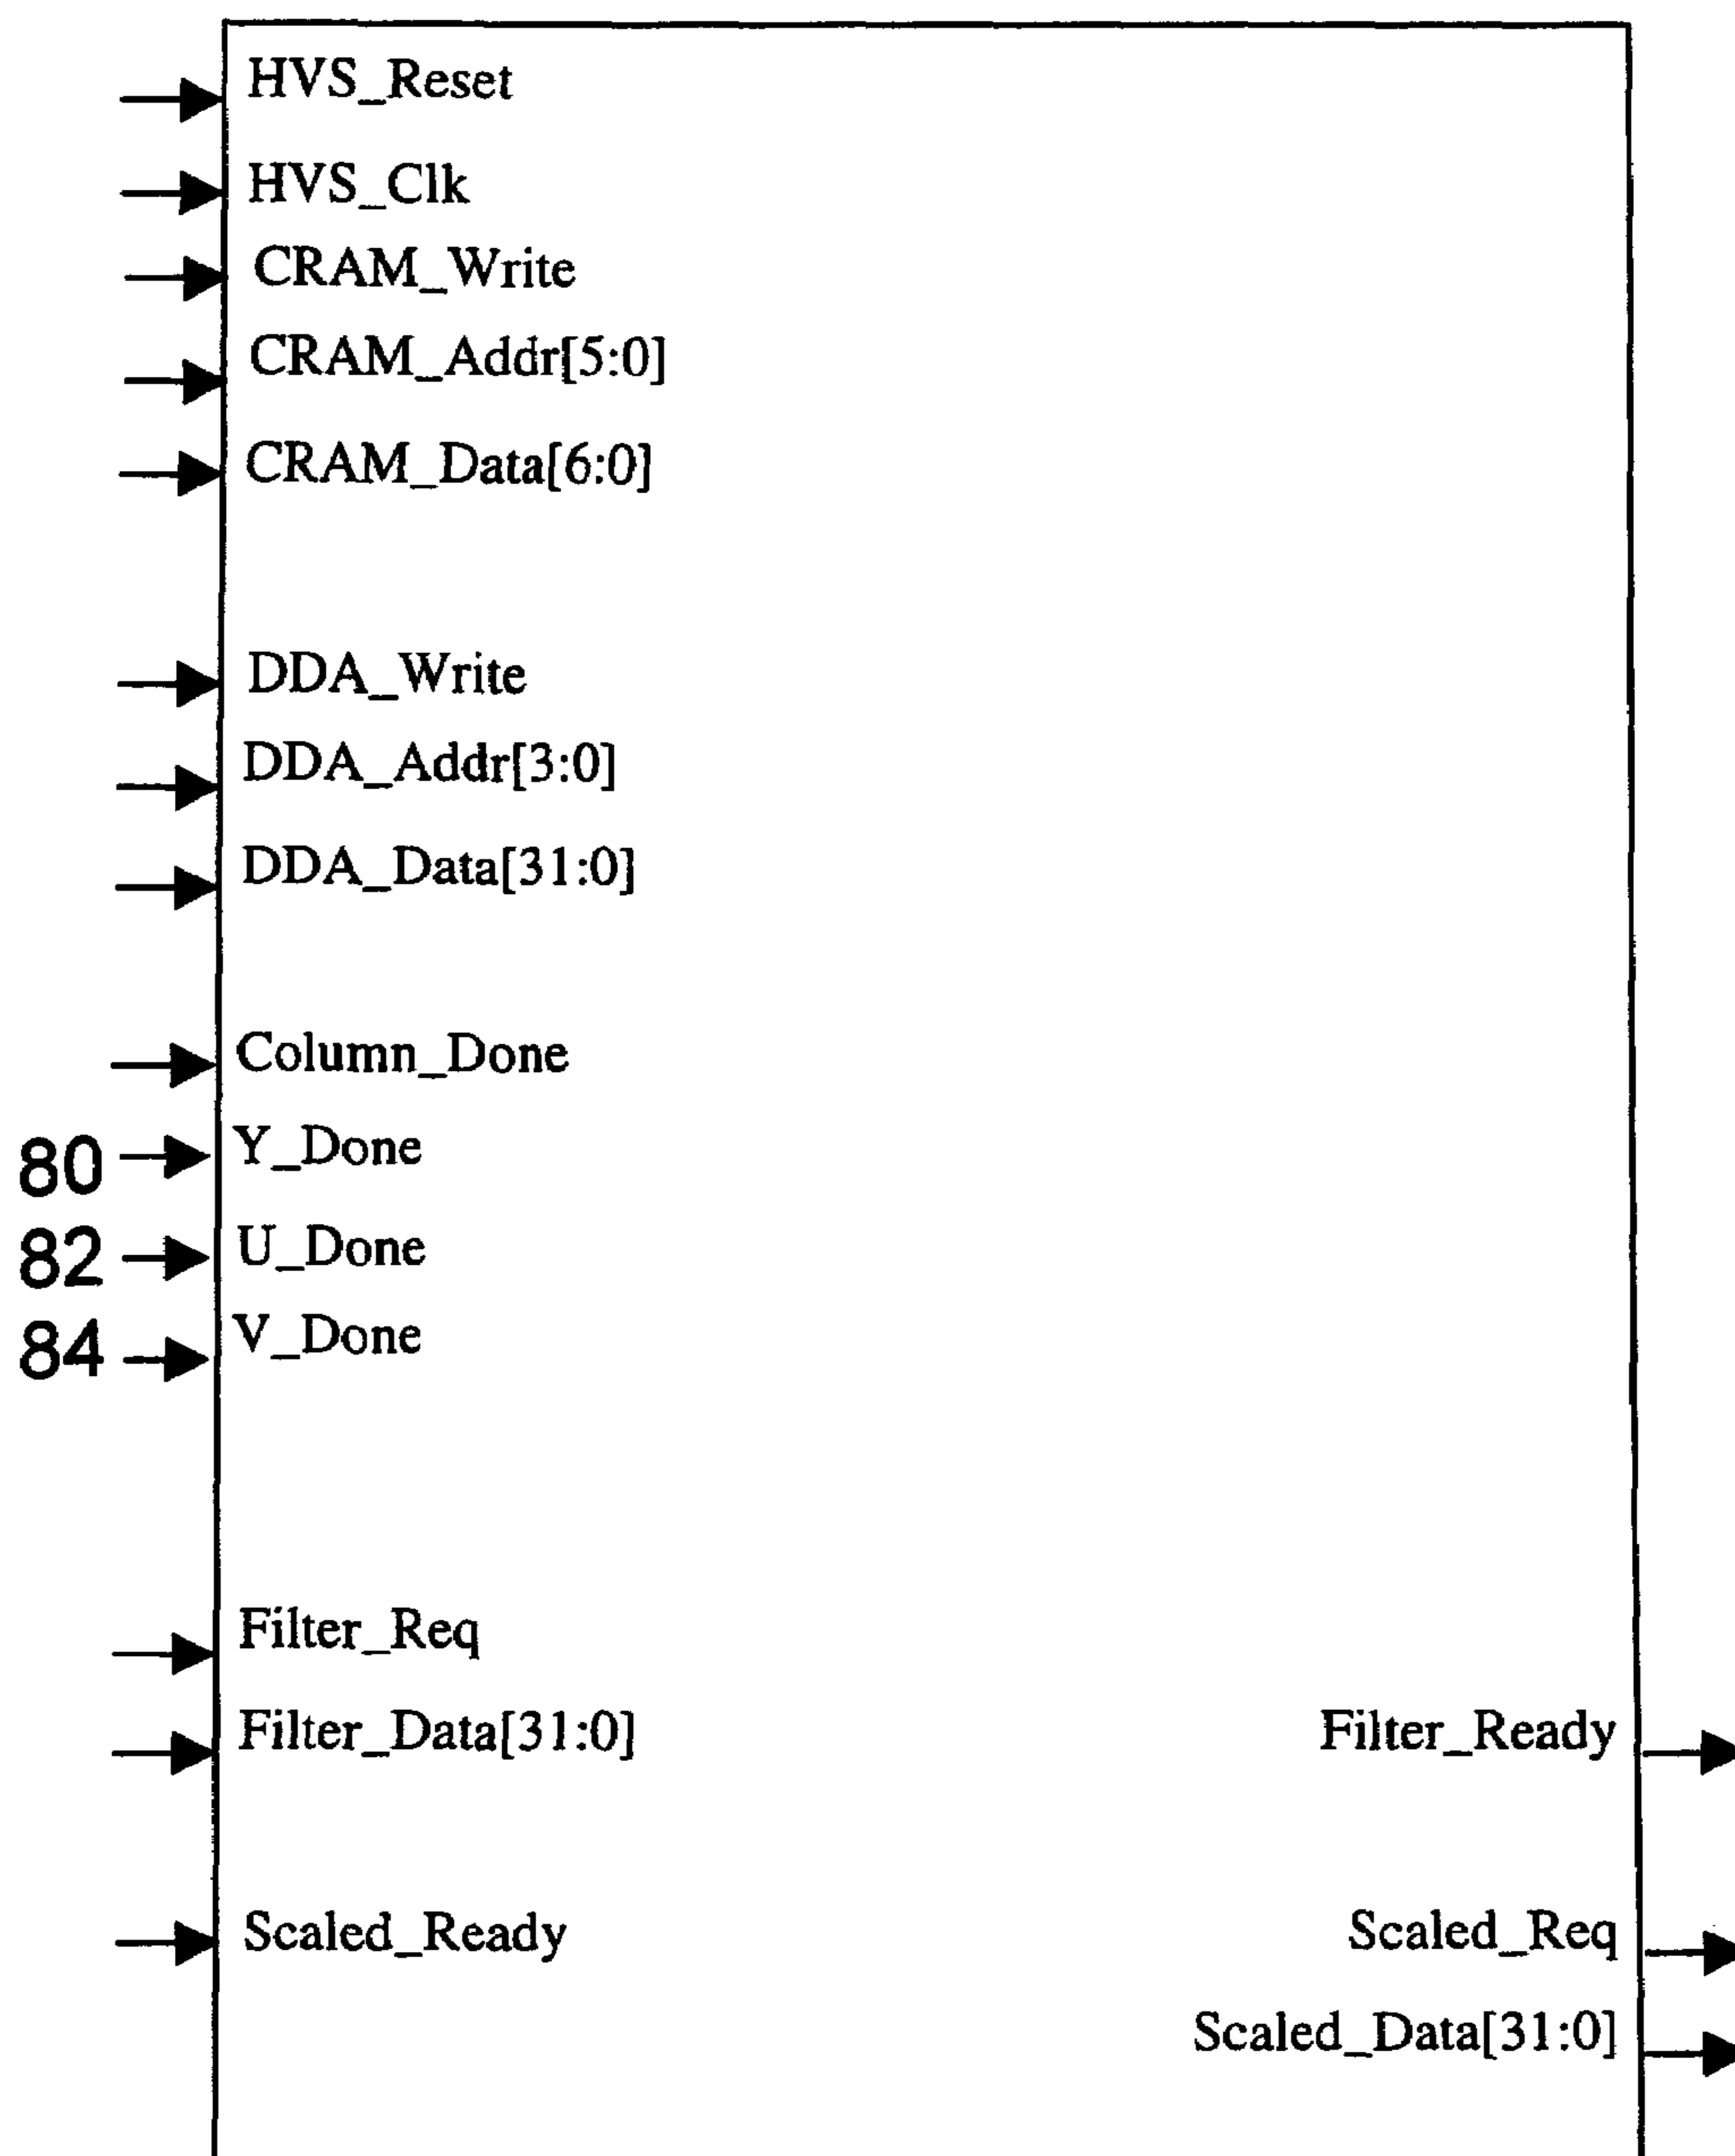 HVS_Reset
HVS_Clk
CRAM_Write
CRAM_Addr[5:0]
CRAM_Data[6:0]
DDA_Write
DDA_Addr[3:0]
DDA_Data[31:0]
Column_Done
80 Y_Done
82 U_Done
84 V_Done
Filter_Req
Filter_Data[31:0] Filter_Ready
Scaled_Ready Scaled_Req
Scaled_Data[31:0]